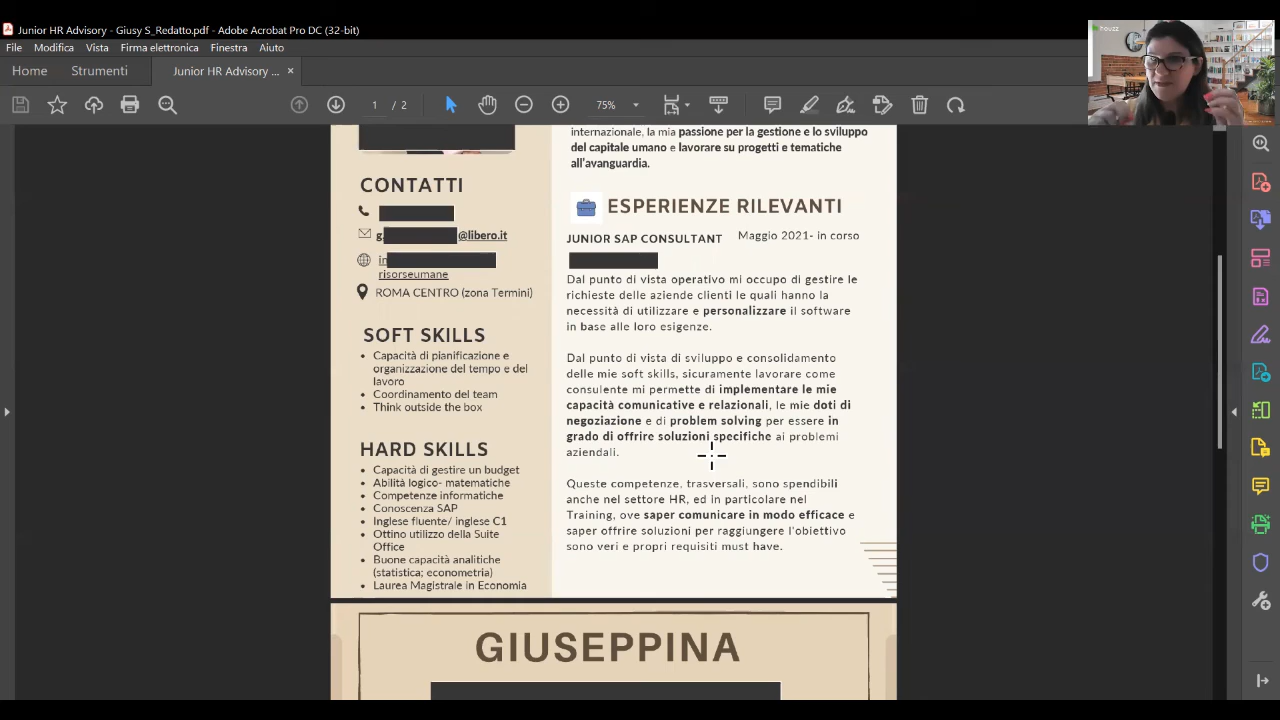 Junior HR Advisory - Giusy S_Redatto.pdf - Adobe Acrobat Pro DC (32-bit)
File Modifica Vista Firma elettronica Finestra Aiuto
Home Strumenti Junior HR Advisory ... ×
1 / 2 75%
houzz
internazionale, la mia passione per la gestione e lo sviluppo
del capitale umano e lavorare su progetti e tematiche
all'avanguardia.
CONTATTI
g. @libero.it
in
risorseumane
ROMA CENTRO (zona Termini)
SOFT SKILLS
• Capacità di pianificazione e
organizzazione del tempo e del
lavoro
• Coordinamento del team
• Think outside the box
HARD SKILLS
• Capacità di gestire un budget
• Abilità logico- matematiche
• Competenze informatiche
• Conoscenza SAP
• Inglese fluente/ inglese C1
• Ottino utilizzo della Suite
Office
• Buone capacità analitiche
(statistica; econometria)
• Laurea Magistrale in Economia
ESPERIENZE RILEVANTI
JUNIOR SAP CONSULTANT Maggio 2021- in corso
Dal punto di vista operativo mi occupo di gestire le
richieste delle aziende clienti le quali hanno la
necessità di utilizzare e personalizzare il software
in base alle loro esigenze.
Dal punto di vista di sviluppo e consolidamento
delle mie soft skills, sicuramente lavorare come
consulente mi permette di implementare le mie
capacità comunicative e relazionali, le mie doti di
negoziazione e di problem solving per essere in
grado di offrire soluzioni specifiche ai problemi
aziendali.
Queste competenze, trasversali, sono spendibili
anche nel settore HR, ed in particolare nel
Training, ove saper comunicare in modo efficace e
saper offrire soluzioni per raggiungere l'obiettivo
sono veri e propri requisiti must have.
GIUSEPPINA